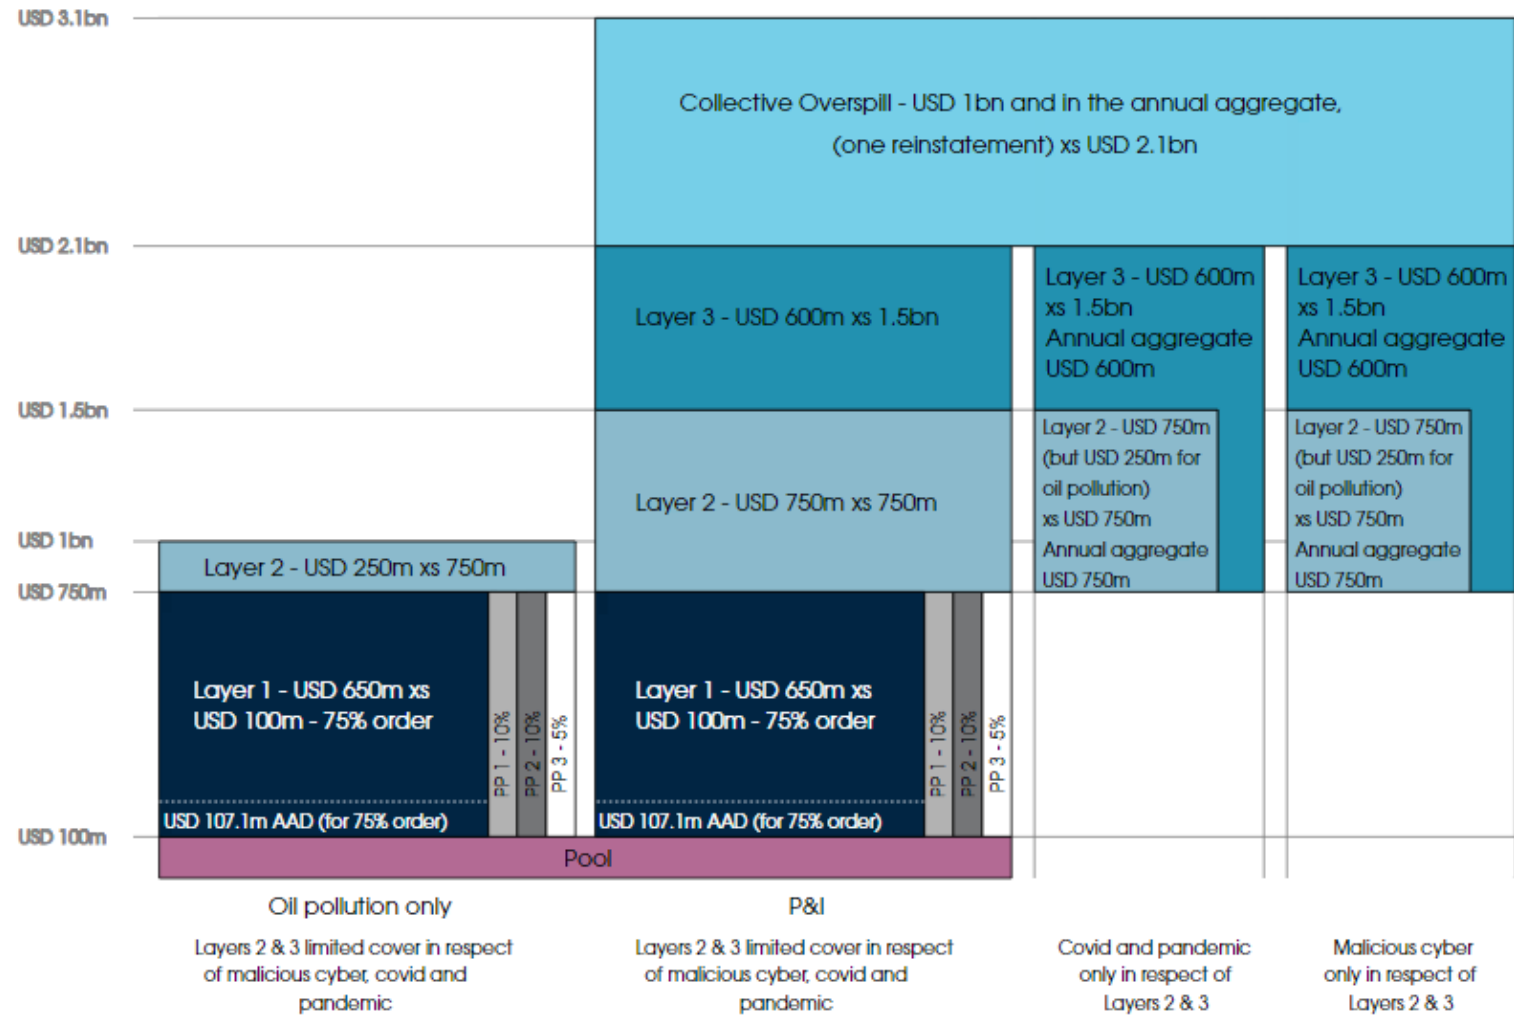 USD 3.1bn
Collective Overspill - USD 1bn and in the annual aggregate,
(one reinstatement) xs USD 2.1bn
USD 2.1bn
Layer 3 - USD 600m xs 1.5bn
Layer 3 - USD 600m
xs 1.5bn
Annual aggregate
USD 600m
Layer 3 - USD 600m
xs 1.5bn
Annual aggregate
USD 600m
USD 1.5bn
Layer 2 - USD 750m xs 750m
Layer 2 - USD 750m
(but USD 250m for
oil pollution)
xs USD 750m
Annual aggregate
USD 750m
Layer 2 - USD 750m
(but USD 250m for
oil pollution)
xs USD 750m
Annual aggregate
USD 750m
USD 1bn
Layer 2 - USD 250m xs 750m
USD 750m
Layer 1 - USD 650m xs
USD 100m - 75% order
PP 1 - 10%
PP 2 - 10%
PP 3 - 5%
Layer 1 - USD 650m xs
USD 100m - 75% order
PP 1 - 10%
PP 2 - 10%
PP 3 - 5%
USD 107.1m AAD (for 75% order)
USD 107.1m AAD (for 75% order)
USD 100m
Pool
Oil pollution only
Layers 2 & 3 limited cover in respect
of malicious cyber, covid and
pandemic
P&I
Layers 2 & 3 limited cover in respect
of malicious cyber, covid and
pandemic
Covid and pandemic
only in respect of
Layers 2 & 3
Malicious cyber
only in respect of
Layers 2 & 3